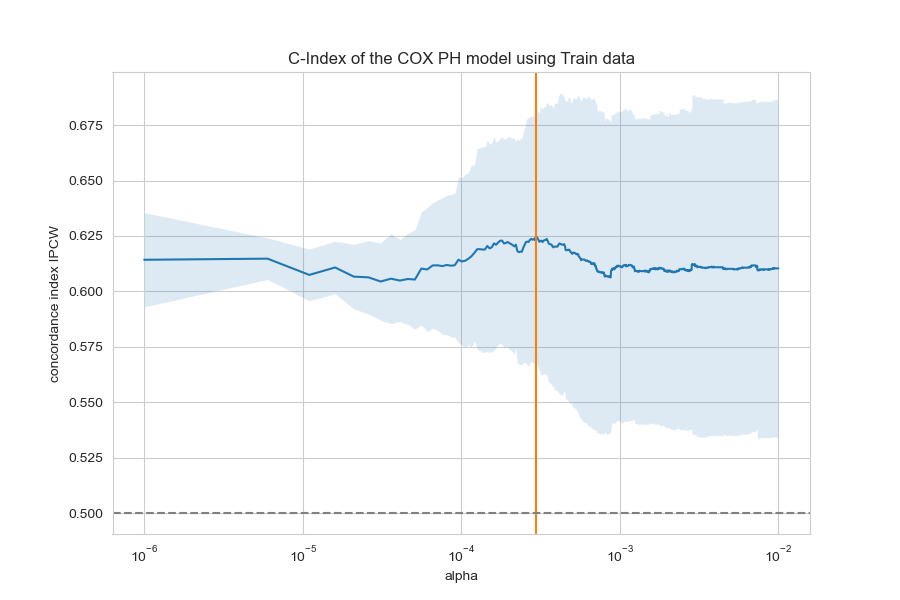 C-Index of the COX PH model using Train data
concordance index IPCW
0.675
0.650
0.625
0.600
0.575
0.550
0.525
0.500
10⁻⁶ 10⁻⁵ 10⁻⁴ 10⁻³ 10⁻²
alpha